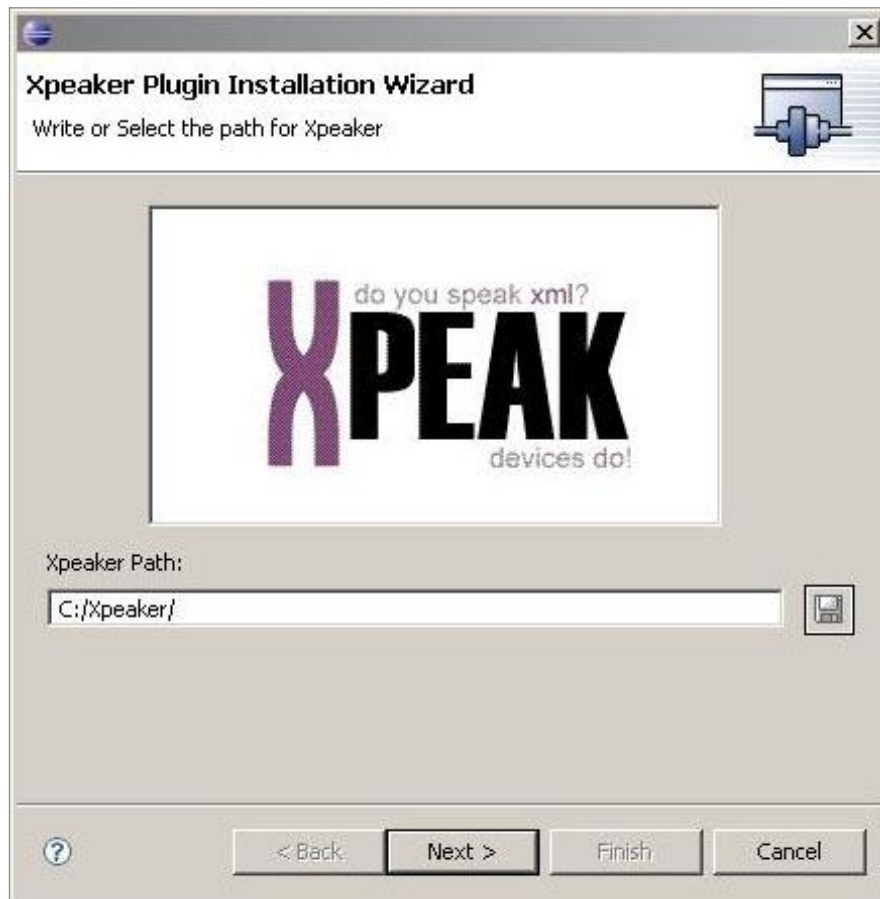 Xpeaker Plugin Installation Wizard
Write or Select the path for Xpeaker
do you speak xml?
XPEAK
devices do!
Xpeaker Path:
C:/Xpeaker/
?
< Back
Next >
Finish
Cancel